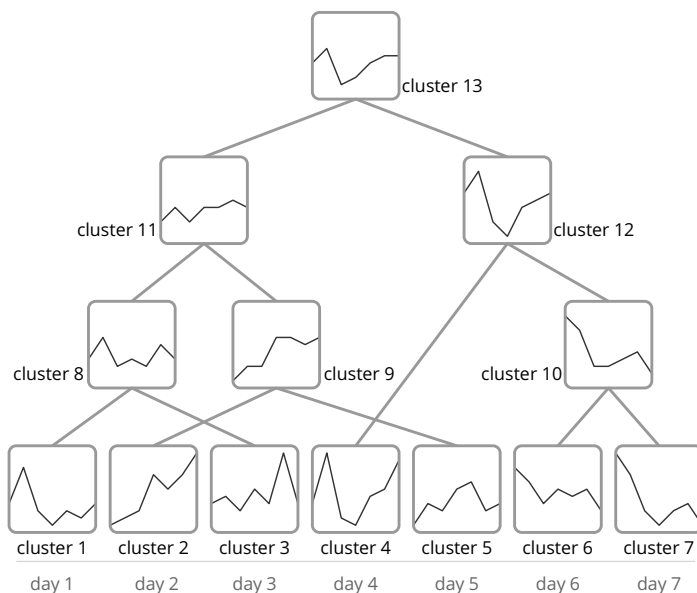 cluster 13
cluster 11
cluster 12
cluster 8
cluster 9
cluster 10
cluster 1
cluster 2
cluster 3
cluster 4
cluster 5
cluster 6
cluster 7
day 1
day 2
day 3
day 4
day 5
day 6
day 7